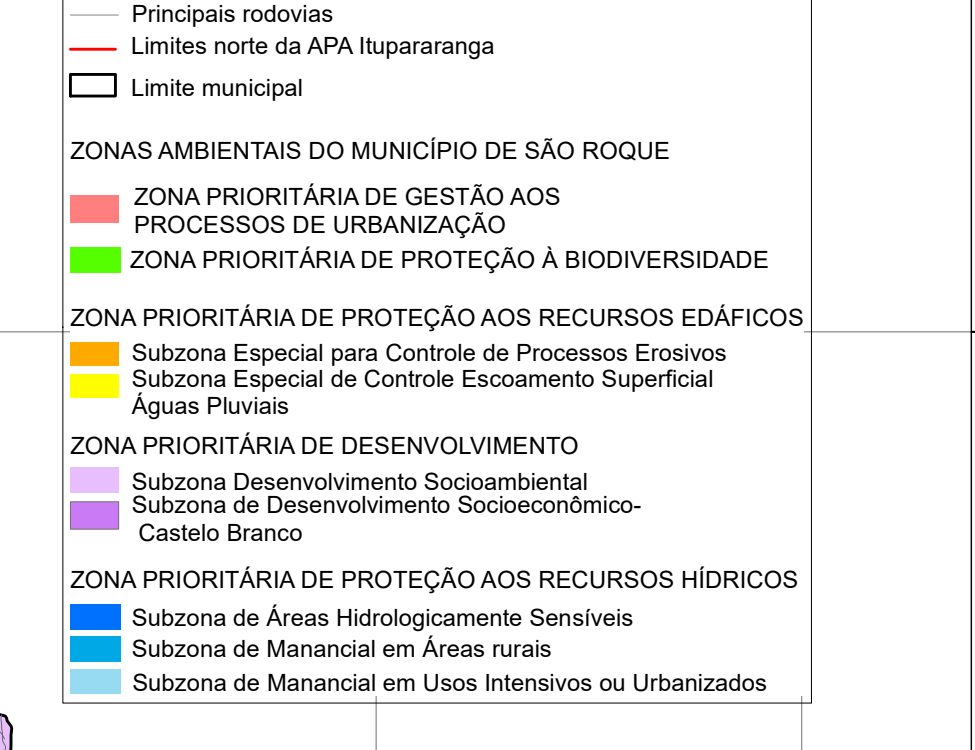 Principais rodovias
Limites norte da APA Itupararanga
Limite municipal
ZONAS AMBIENTAIS DO MUNICÍPIO DE SÃO ROQUE
ZONA PRIORITÁRIA DE GESTÃO AOS
PROCESSOS DE URBANIZAÇÃO
ZONA PRIORITÁRIA DE PROTEÇÃO À BIODIVERSIDADE
ZONA PRIORITÁRIA DE PROTEÇÃO AOS RECURSOS EDÁFICOS
Subzona Especial para Controle de Processos Erosivos
Subzona Especial de Controle Escoamento Superficial
Águas Pluviais
ZONA PRIORITÁRIA DE DESENVOLVIMENTO
Subzona Desenvolvimento Socioambiental
Subzona de Desenvolvimento Socioeconômico-
Castelo Branco
ZONA PRIORITÁRIA DE PROTEÇÃO AOS RECURSOS HÍDRICOS
Subzona de Áreas Hidrologicamente Sensíveis
Subzona de Manancial em Áreas rurais
Subzona de Manancial em Usos Intensivos ou Urbanizados